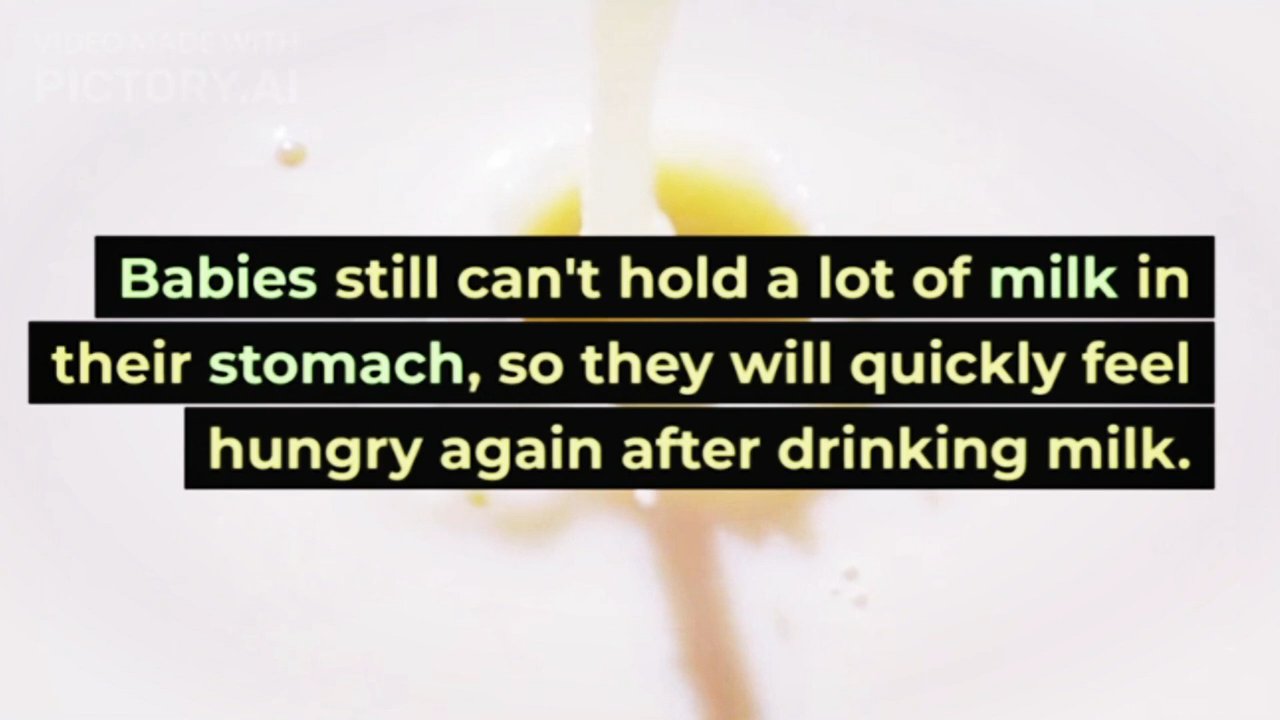 VIDEO MADE WITH
PICTORY.AI
Babies still can't hold a lot of milk in
their stomach, so they will quickly feel
hungry again after drinking milk.